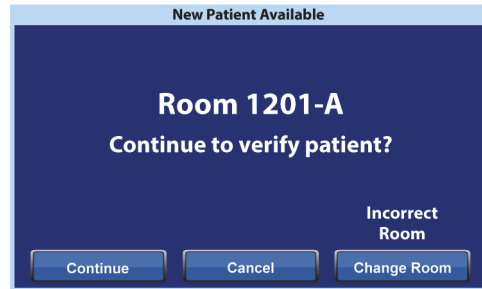 New Patient Available
Room 1201-A
Continue to verify patient?
Incorrect
Room
Continue
Cancel
Change Room